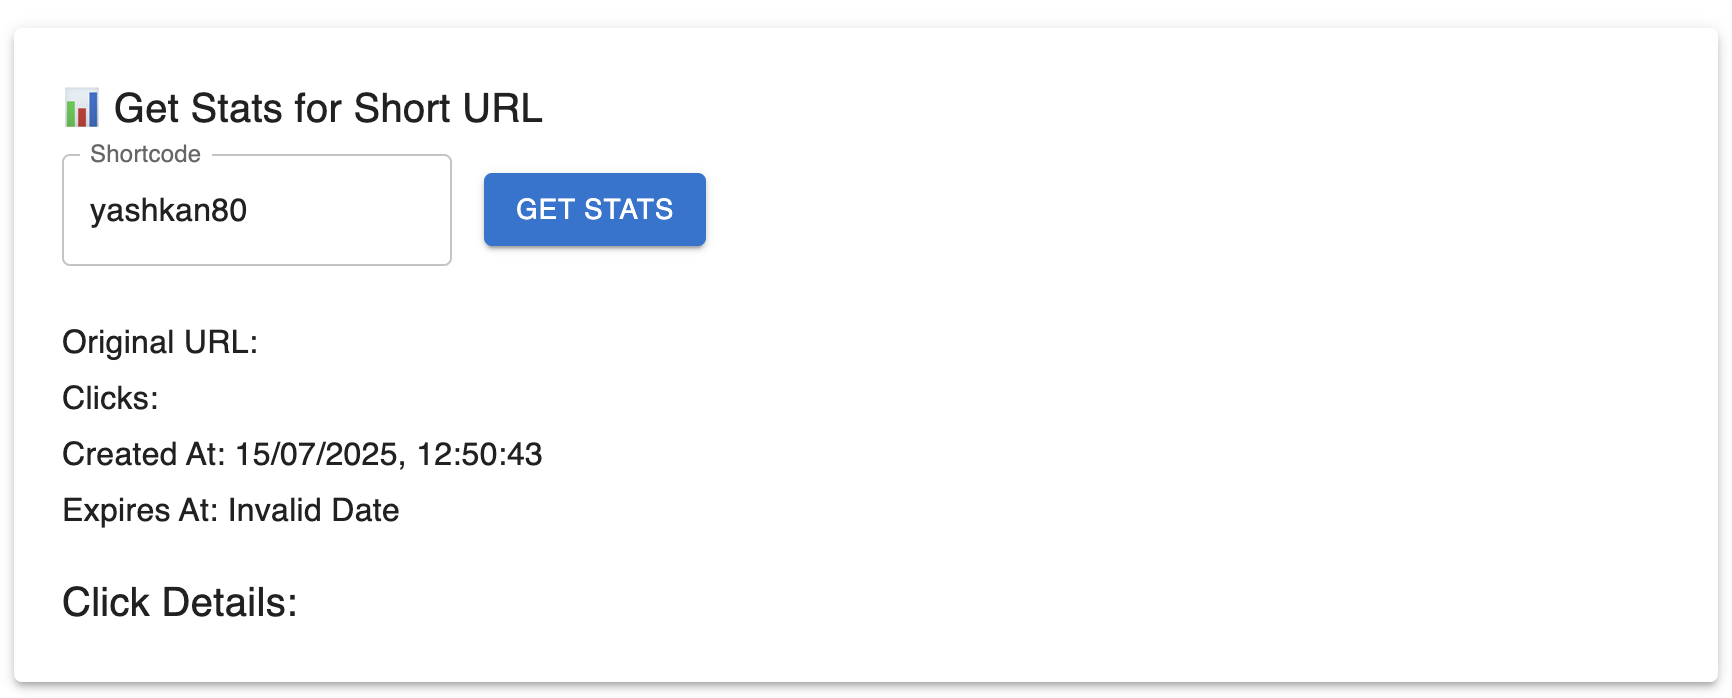 📊 Get Stats for Short URL
Shortcode
yashkan80
GET STATS
Original URL:
Clicks:
Created At: 15/07/2025, 12:50:43
Expires At: Invalid Date
Click Details: